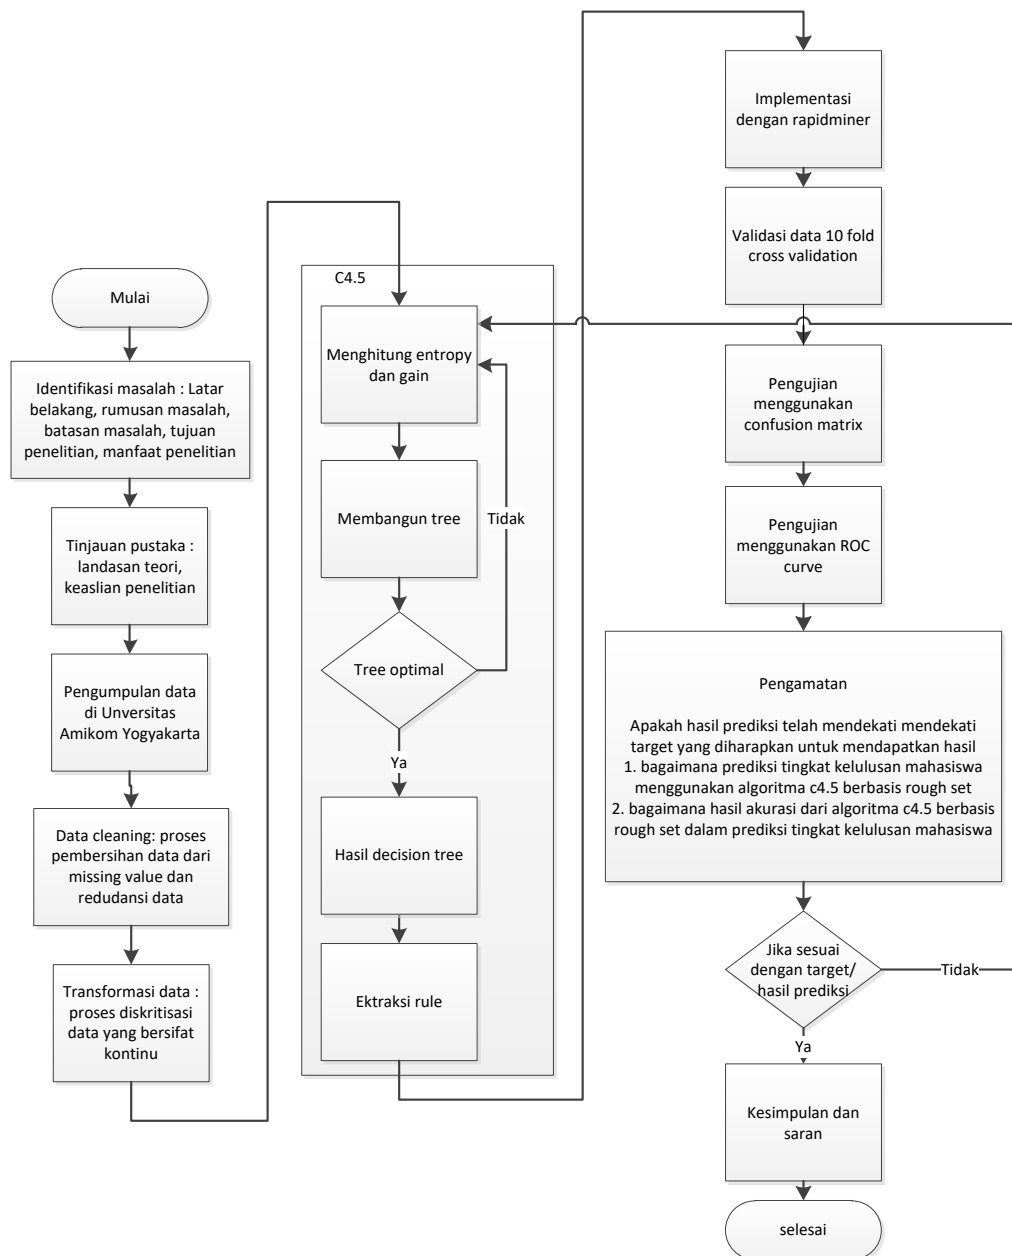 Mulai
Identifikasi masalah : Latar
belakang, rumusan masalah,
batasan masalah, tujuan
penelitian, manfaat penelitian
Tinjauan pustaka :
landasan teori,
keaslian penelitian
Pengumpulan data
di Unversitas
Amikom Yogyakarta
Data cleaning: proses
pembersihan data dari
missing value dan
redudansi data
Transformasi data :
proses diskritisasi
data yang bersifat
kontinu
C4.5
Menghitung entropy
dan gain
Membangun tree
Tidak
Tree optimal
Ya
Hasil decision tree
Ektraksi rule
Implementasi
dengan rapidminer
Validasi data 10 fold
cross validation
Pengujian
menggunakan
confusion matrix
Pengujian
menggunakan ROC
curve
Pengamatan
Apakah hasil prediksi telah mendekati mendekati
target yang diharapkan untuk mendapatkan hasil
1. bagaimana prediksi tingkat kelulusan mahasiswa
menggunakan algoritma c4.5 berbasis rough set
2. bagaimana hasil akurasi dari algoritma c4.5 berbasis
rough set dalam prediksi tingkat kelulusan mahasiswa
Jika sesuai
dengan target/
hasil prediksi
Tidak
Ya
Kesimpulan dan
saran
selesai